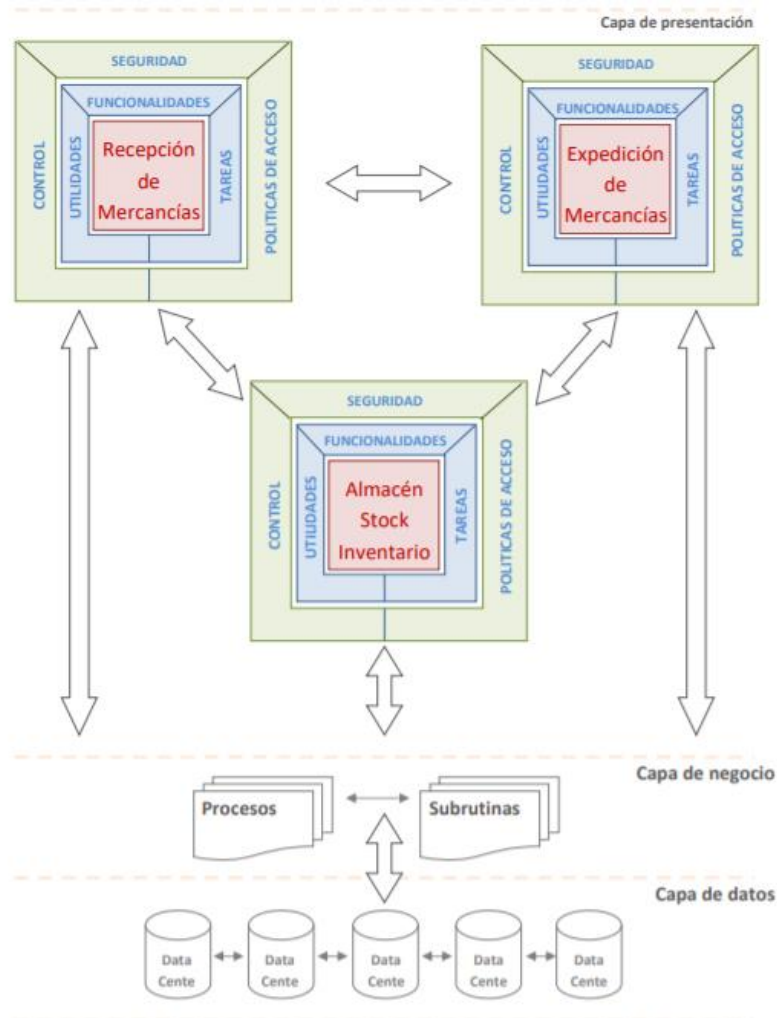 Capa de presentación
SEGURIDAD
FUNCIONALIDADES
CONTROL
UTILIDADES
Recepción
de
Mercancías
TAREAS
POLITICAS DE ACCESO
SEGURIDAD
FUNCIONALIDADES
CONTROL
UTILIDADES
Expedición
de
Mercancías
TAREAS
POLITICAS DE ACCESO
SEGURIDAD
FUNCIONALIDADES
CONTROL
UTILIDADES
Almacén
Stock
Inventario
TAREAS
POLITICAS DE ACCESO
Capa de negocio
Procesos
Subrutinas
Capa de datos
Data
Cente
Data
Cente
Data
Cente
Data
Cente
Data
Cente